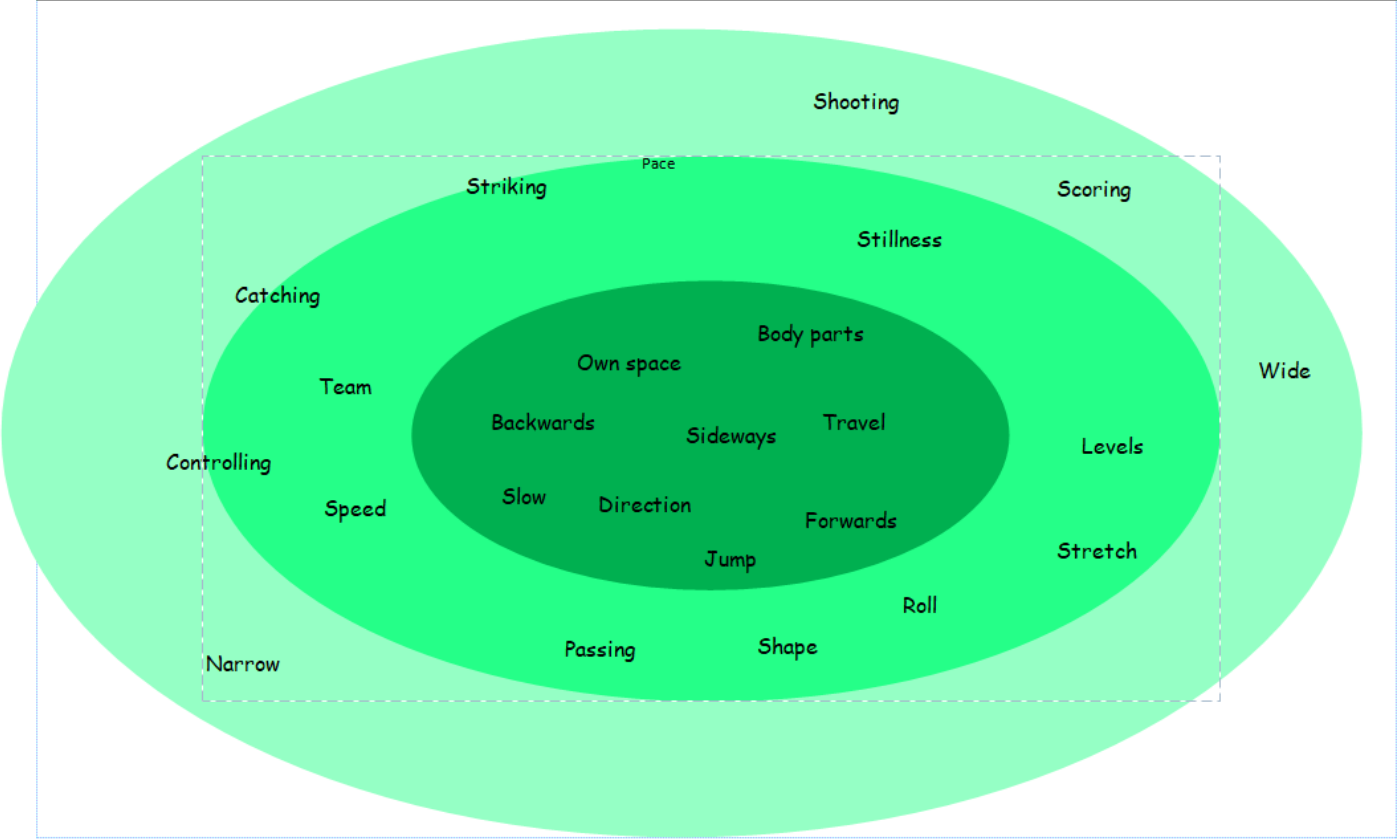 Shooting
Pace
Striking
Scoring
Stillness
Catching
Body parts
Own space
Wide
Team
Backwards
Travel
Sideways
Levels
Controlling
Slow
Direction
Speed
Forwards
Stretch
Jump
Roll
Shape
Passing
Narrow